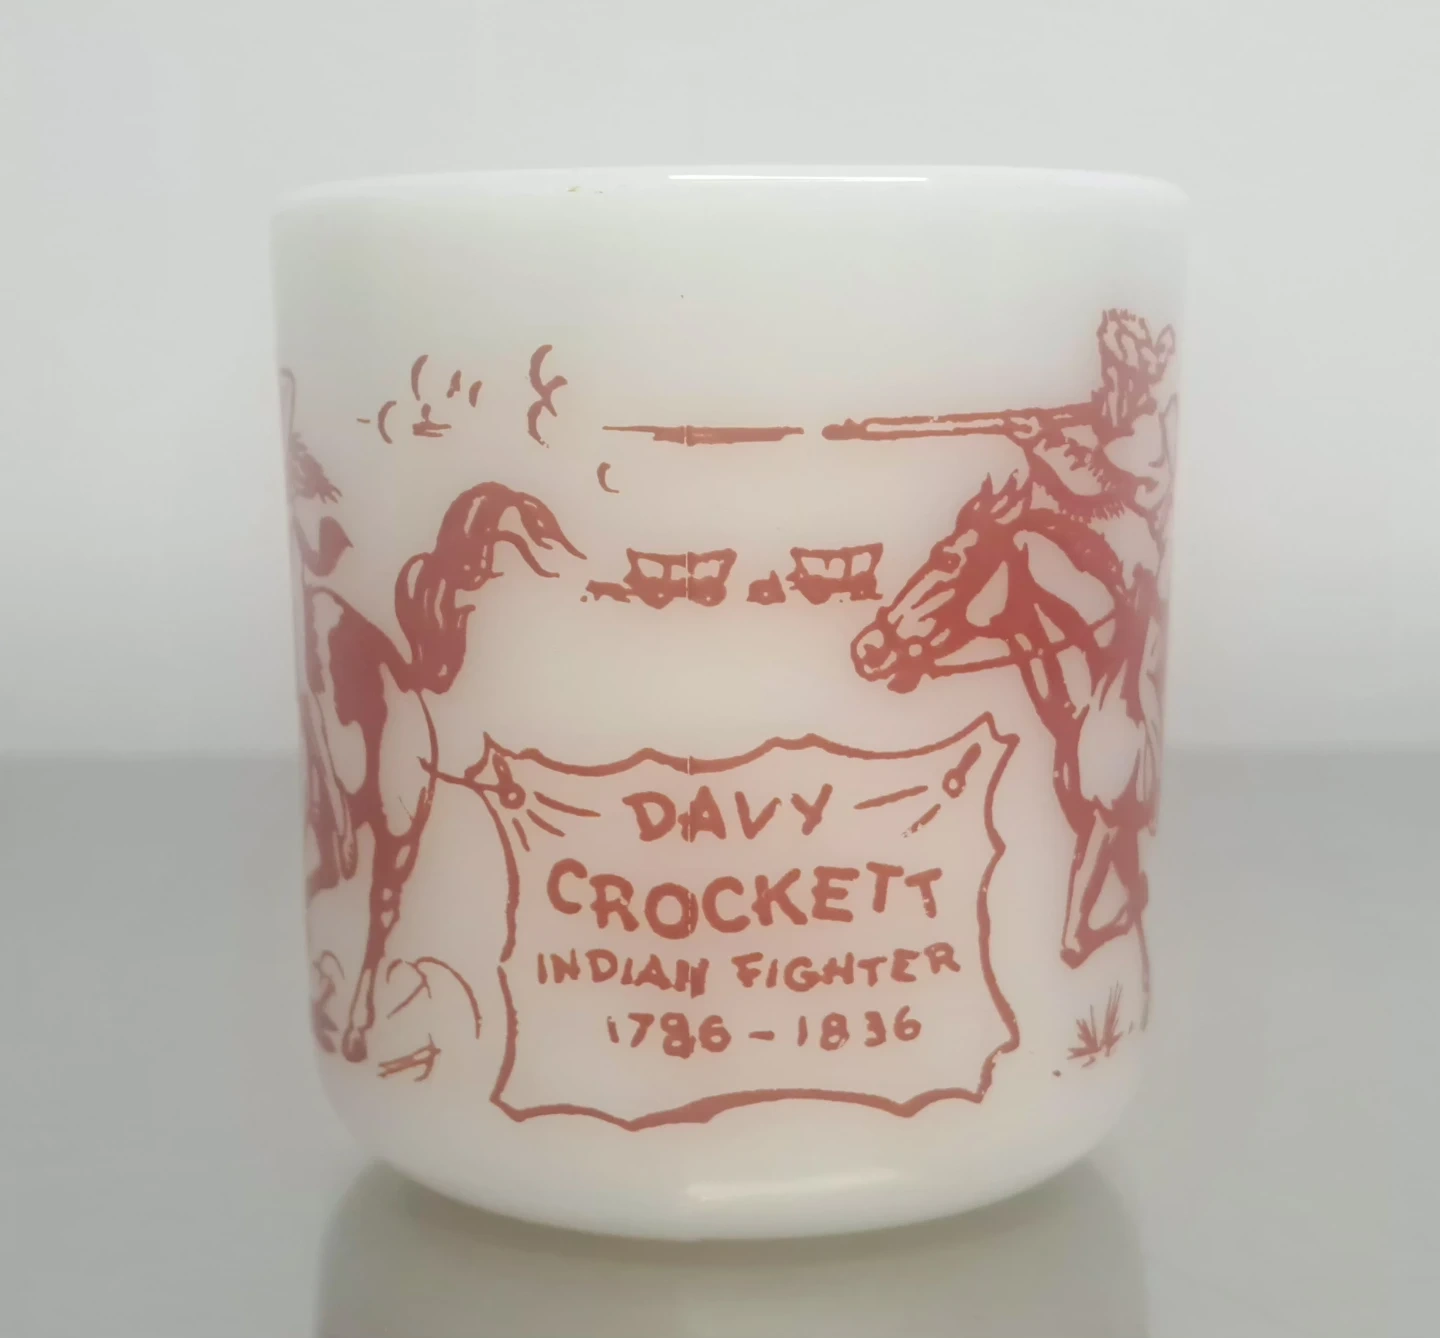 DAVY
CROCKETT
INDIAN FIGHTER
1786 - 1836